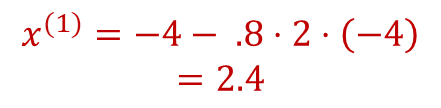 x⁽¹⁾ = −4 − .8 · 2 · (−4)
= 2.4